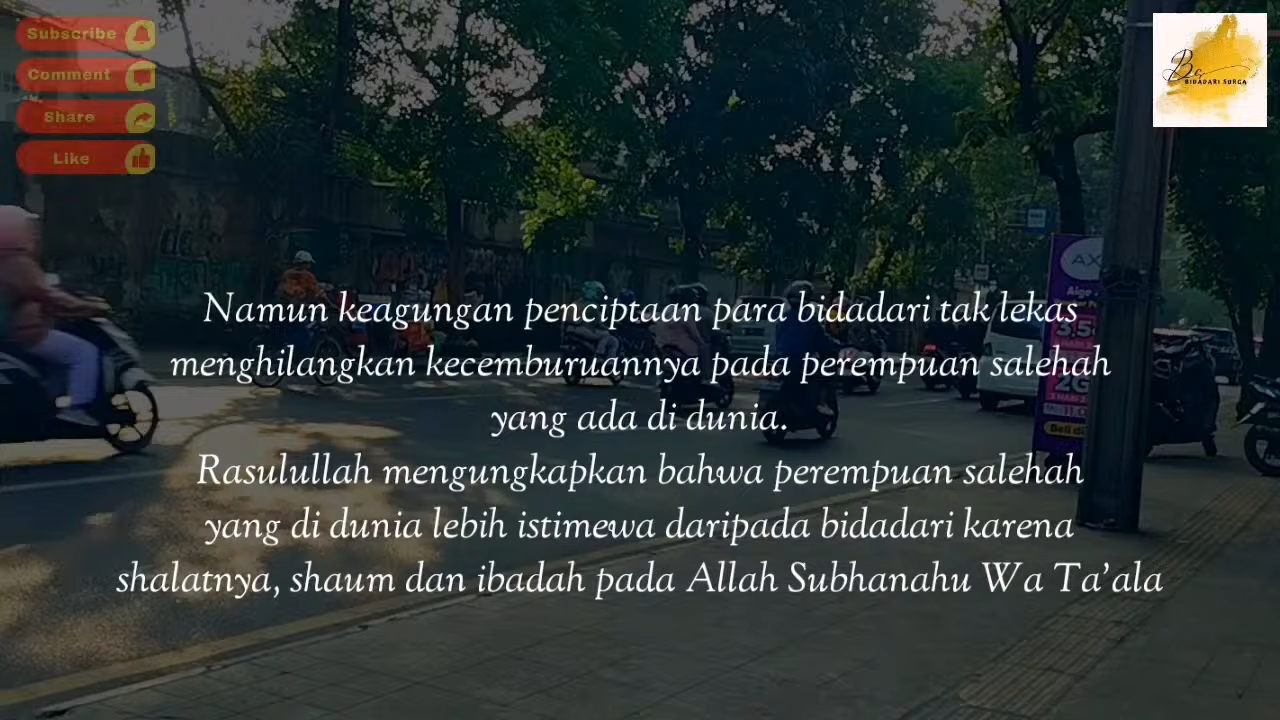 Subscribe
Comment
Share
Like
BIDADARI SURGA
Namun keagungan penciptaan para bidadari tak lekas
menghilangkan kecemburuannya pada perempuan salehah
yang ada di dunia.
Rasulullah mengungkapkan bahwa perempuan salehah
yang di dunia lebih istimewa daripada bidadari karena
shalatnya, shaum dan ibadah pada Allah Subhanahu Wa Ta'ala